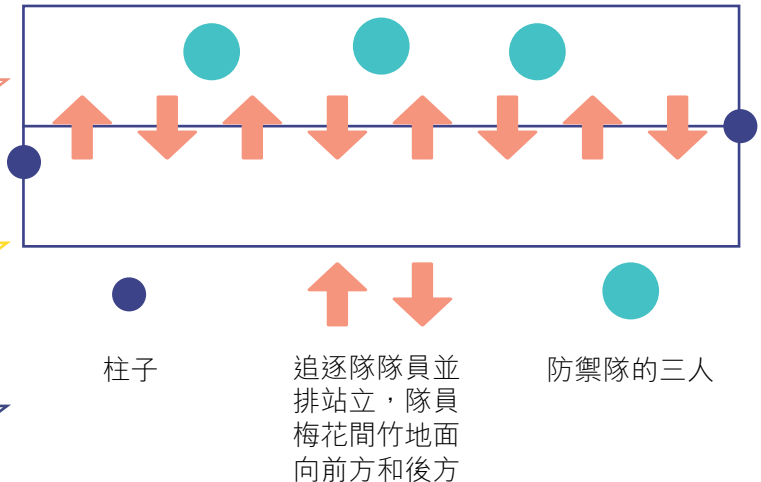 柱子
追逐隊隊員並
排站立，隊員
梅花間竹地面
向前方和後方
防禦隊的三人